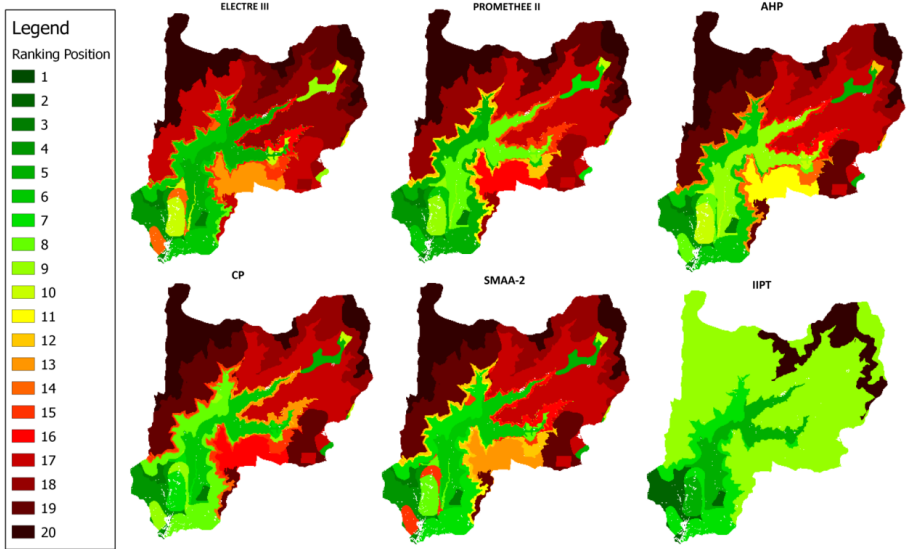 ELECTRE III
PROMETHEE II
AHP
Legend
Ranking Position
1
2
3
4
5
6
7
8
9
10
11
12
13
14
15
16
17
18
19
20
CP
SMAA-2
IIPT